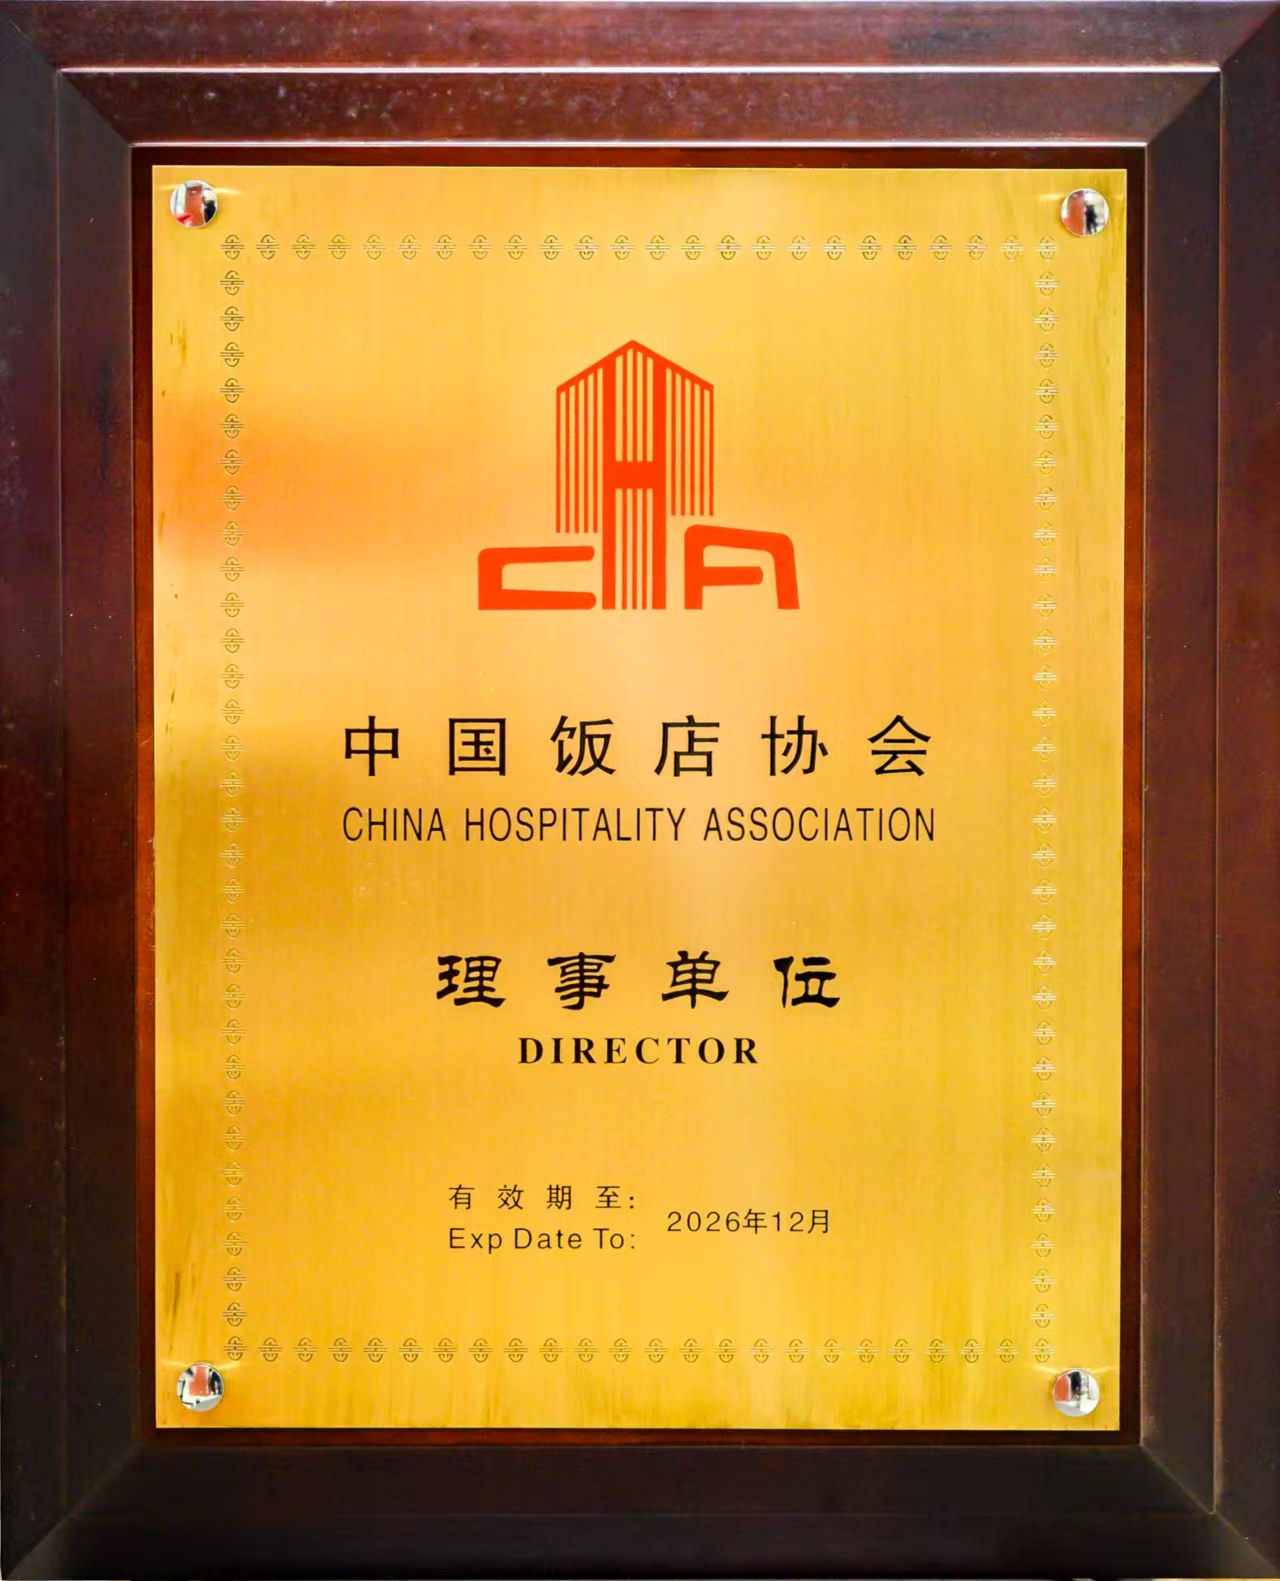 CHA
中国饭店协会
CHINA HOSPITALITY ASSOCIATION
理事单位
DIRECTOR
有效期至:
Exp Date To:
2026年12月